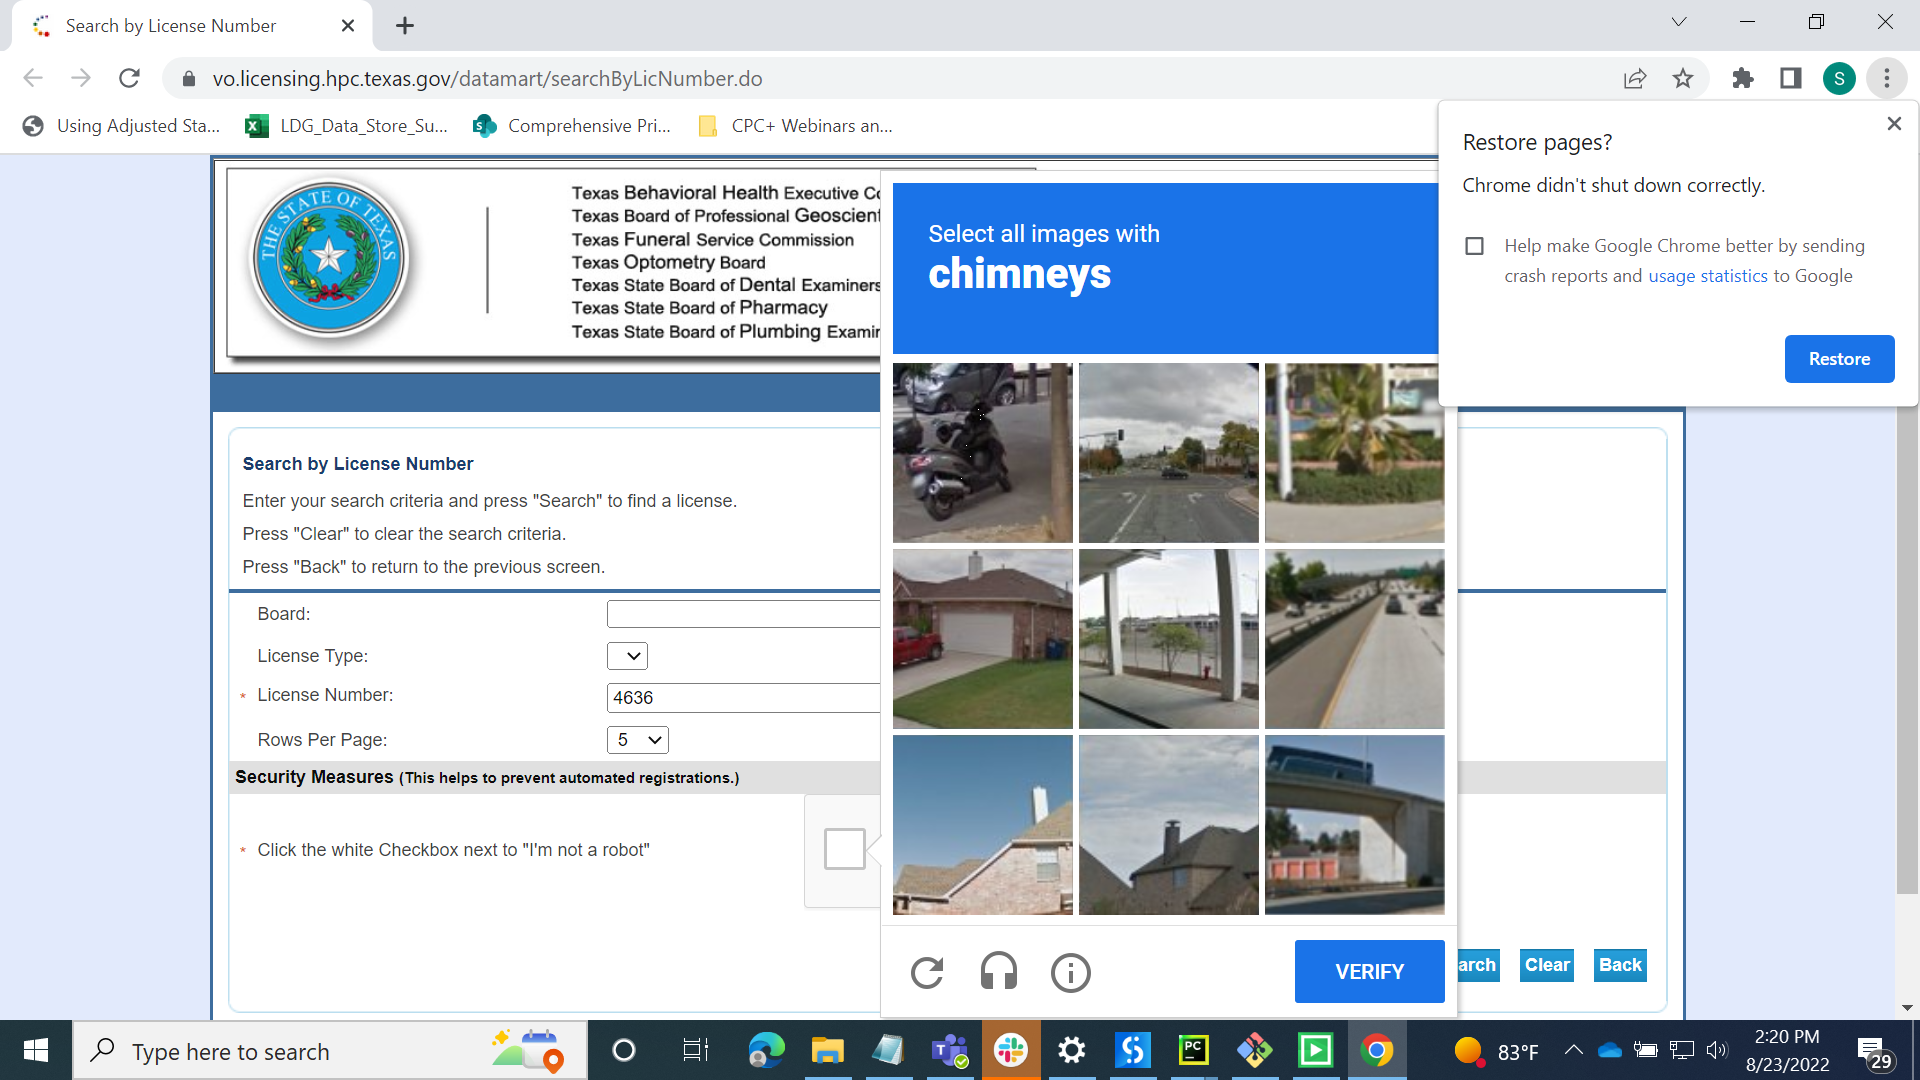 Search by License Number
vo.licensing.hpc.texas.gov/datamart/searchByLicNumber.do
S
Using Adjusted Sta...
LDG_Data_Store_Su...
Comprehensive Pri...
CPC+ Webinars an...
Restore pages?
Chrome didn't shut down correctly.
Help make Google Chrome better by sending
crash reports and usage statistics to Google
Restore
THE STATE OF TEXAS
Texas Behavioral Health Executive Co
Texas Board of Professional Geoscient
Texas Funeral Service Commission
Texas Optometry Board
Texas State Board of Dental Examiners
Texas State Board of Pharmacy
Texas State Board of Plumbing Examin
Select all images with
chimneys
Search by License Number
Enter your search criteria and press "Search" to find a license.
Press "Clear" to clear the search criteria.
Press "Back" to return to the previous screen.
Board:
License Type:
* License Number:
4636
Rows Per Page:
5
Security Measures (This helps to prevent automated registrations.)
* Click the white Checkbox next to "I'm not a robot"
VERIFY
arch
Clear
Back
Type here to search
PC
83°F
2:20 PM
8/23/2022
29